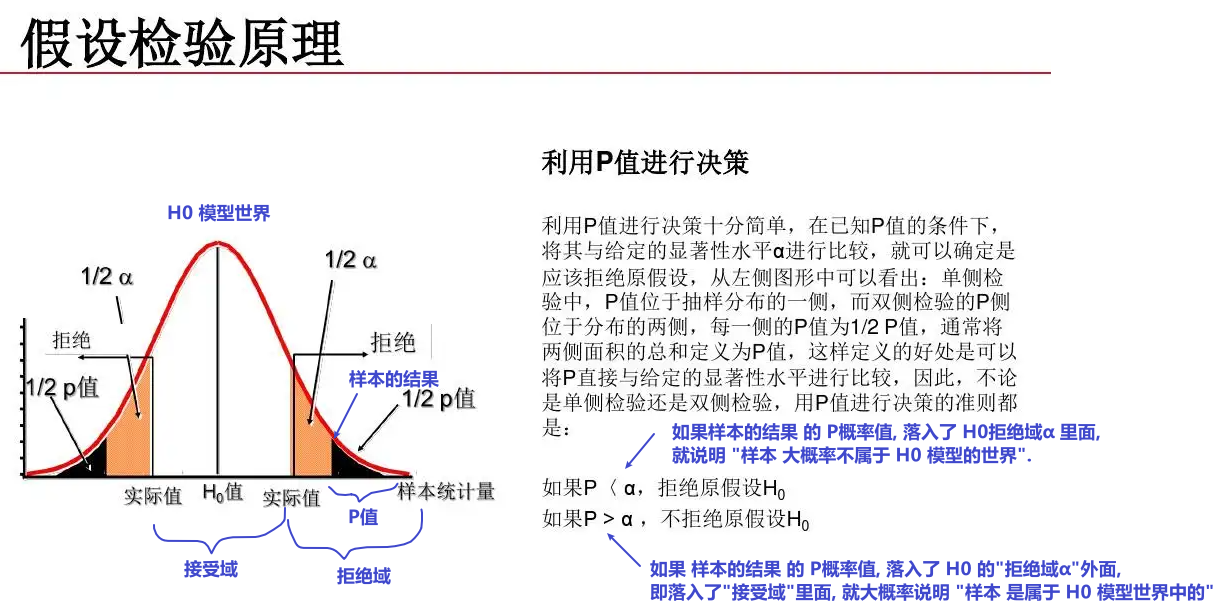 假设检验原理
利用P值进行决策
H0 模型世界
1/2 α
1/2 α
拒绝
拒绝
样本的结果
1/2 p值
1/2 p值
实际值
H0值
实际值
样本统计量
P值
接受域
拒绝域
利用P值进行决策十分简单，在已知P值的条件下，
将其与给定的显著性水平α进行比较，就可以确定是
应该拒绝原假设，从左侧图形中可以看出：单侧检
验中，P值位于抽样分布的一侧，而双侧检验的P侧
位于分布的两侧，每一侧的P值为1/2 P值，通常将
两侧面积的总和定义为P值，这样定义的好处是可以
将P直接与给定的显著性水平进行比较，因此，不论
是单侧检验还是双侧检验，用P值进行决策的准则都
是：
如果样本的结果 的 P概率值, 落入了 H0拒绝域α 里面,
就说明 "样本 大概率不属于 H0 模型的世界".
如果P〈 α，拒绝原假设H0
如果P > α ，不拒绝原假设H0
如果 样本的结果 的 P概率值, 落入了 H0 的"拒绝域α"外面,
即落入了"接受域"里面, 就大概率说明 "样本 是属于 H0 模型世界中的"